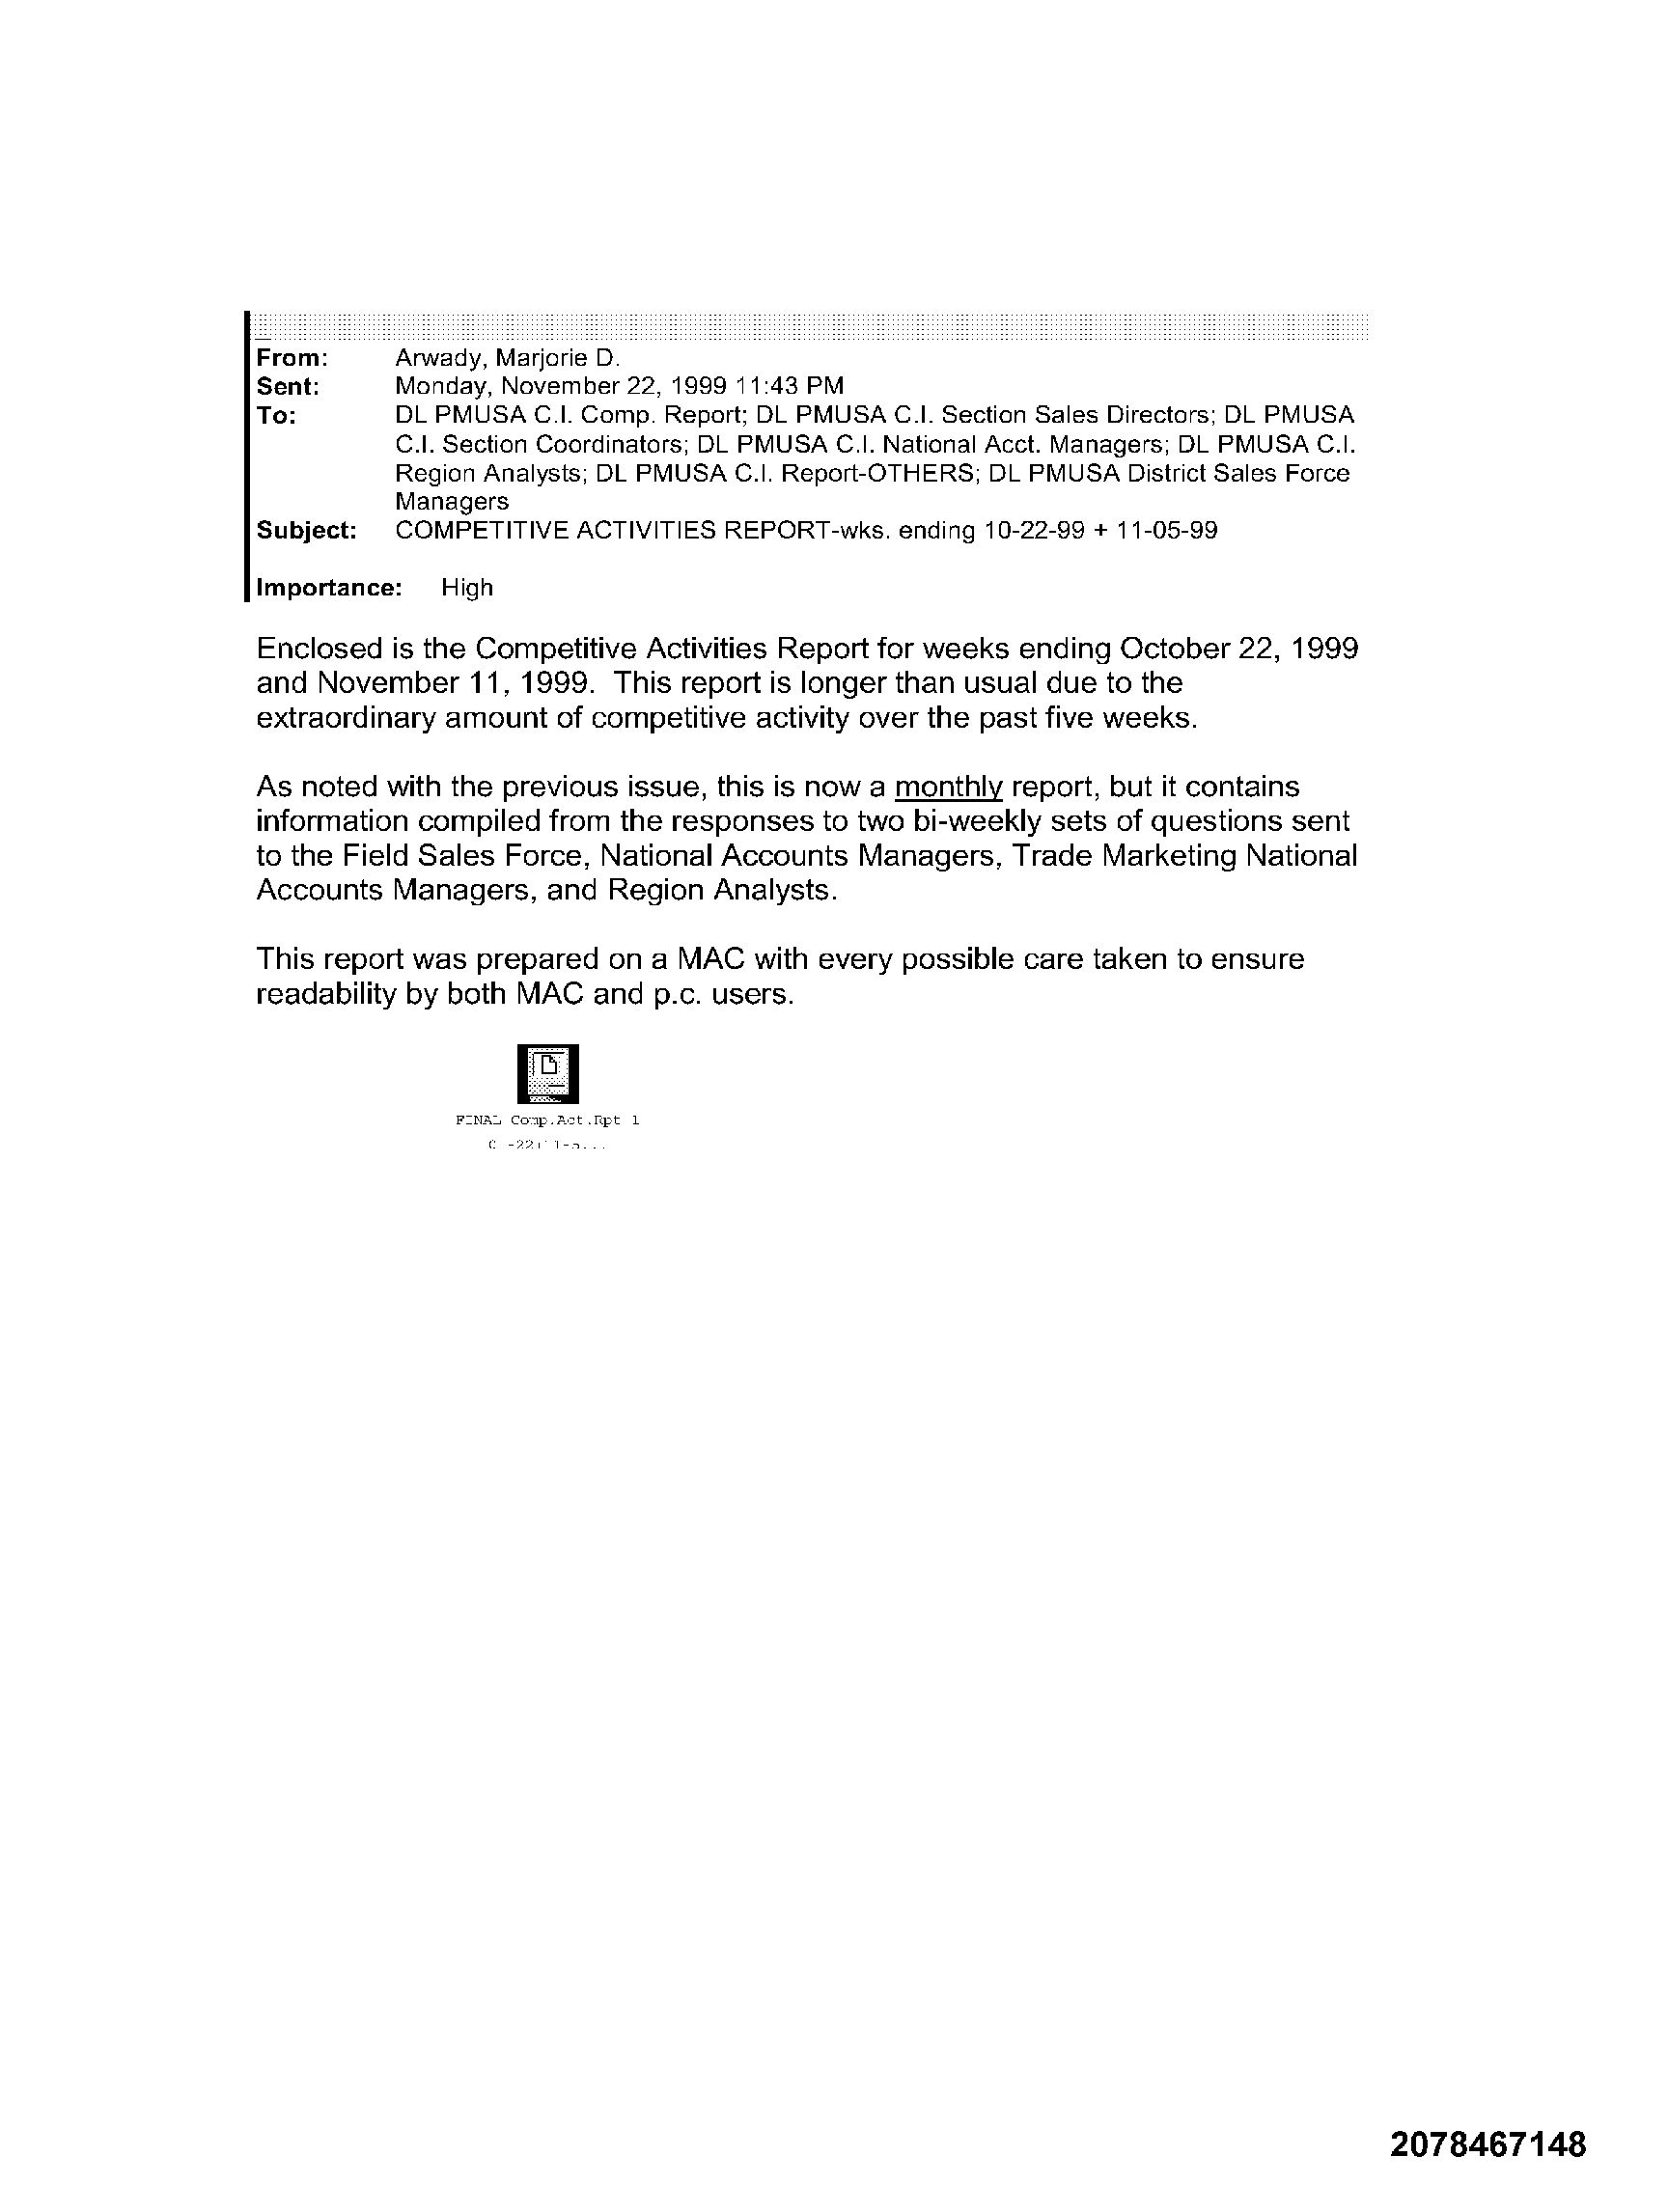 From: Arwady, Marjorie D.
Sent: Monday, November 22, 1999 11:43 PM
To: DL PMUSA C.I. Comp. Report; DL PMUSA C.I. Section Sales Directors; DL PMUSA
C.I. Section Coordinators; DL PMUSA C.I. National Acct. Managers; DL PMUSA C.I.
Region Analysts; DL PMUSA C.I. Report-OTHERS; DL PMUSA District Sales Force
Managers
Subject: COMPETITIVE ACTIVITIES REPORT-wks. ending 10-22-99 + 11-05-99
Importance: High
Enclosed is the Competitive Activities Report for weeks ending October 22, 1999
and November 11, 1999. This report is longer than usual due to the
extraordinary amount of competitive activity over the past five weeks.
As noted with the previous issue, this is now a monthly report, but it contains
information compiled from the responses to two bi-weekly sets of questions sent
to the Field Sales Force, National Accounts Managers, Trade Marketing National
Accounts Managers, and Region Analysts.
This report was prepared on a MAC with every possible care taken to ensure
readability by both MAC and p.c. users.
FINAL Comp.Act.Rpt 1
2078467148